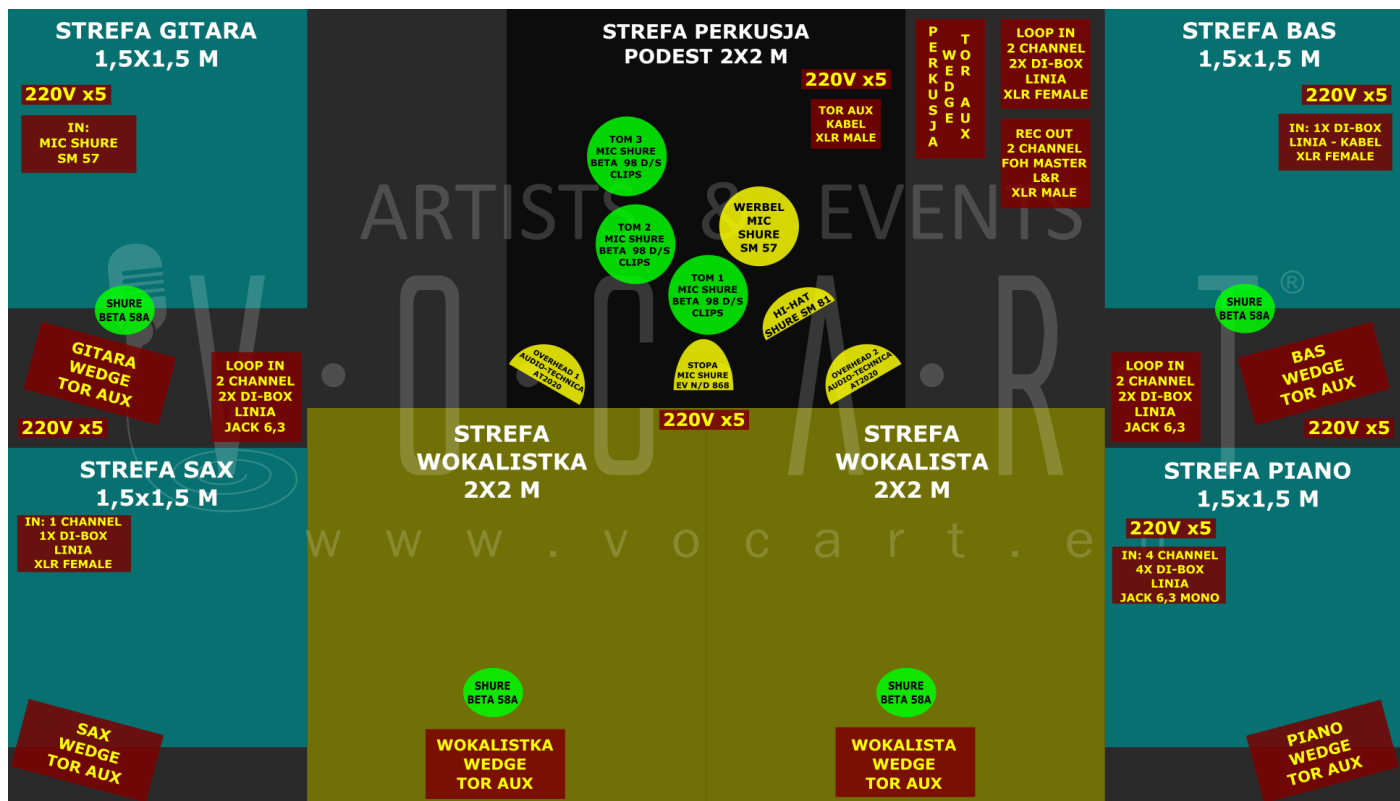 STREFA GITARA
1,5X1,5 M
220V x5
IN:
MIC SHURE
SM 57
STREFA PERKUSJA
PODEST 2X2 M
220V x5
TOR AUX
KABEL
XLR MALE
PERKUSJA
WEDGE
TOR AUX
LOOP IN
2 CHANNEL
2X DI-BOX
LINIA
XLR FEMALE
REC OUT
2 CHANNEL
FOH MASTER
L&R
XLR MALE
STREFA BAS
1,5x1,5 M
220V x5
IN: 1X DI-BOX
LINIA - KABEL
XLR FEMALE
TOM 3
MIC SHURE
BETA 98 D/S
CLIPS
TOM 2
MIC SHURE
BETA 98 D/S
CLIPS
WERBEL
MIC
SHURE
SM 57
TOM 1
MIC SHURE
BETA 98 D/S
CLIPS
HI-HAT
SHURE SM 81
OVERHEAD 1
AUDIO-TECHNICA
AT2020
STOPA
MIC SHURE
EV N/D 868
OVERHEAD 2
AUDIO-TECHNICA
AT2020
ARTISTS & EVENTS
V·O·C·A·R·T®
www.vocart.eu
SHURE
BETA 58A
GITARA
WEDGE
TOR AUX
220V x5
LOOP IN
2 CHANNEL
2X DI-BOX
LINIA
JACK 6,3
220V x5
SHURE
BETA 58A
LOOP IN
2 CHANNEL
2X DI-BOX
LINIA
JACK 6,3
BAS
WEDGE
TOR AUX
220V x5
STREFA SAX
1,5x1,5 M
IN: 1 CHANNEL
1X DI-BOX
LINIA
XLR FEMALE
SAX
WEDGE
TOR AUX
STREFA
WOKALISTKA
2X2 M
SHURE
BETA 58A
WOKALISTKA
WEDGE
TOR AUX
STREFA
WOKALISTA
2X2 M
SHURE
BETA 58A
WOKALISTA
WEDGE
TOR AUX
STREFA PIANO
1,5x1,5 M
220V x5
IN: 4 CHANNEL
4X DI-BOX
LINIA
JACK 6,3 MONO
PIANO
WEDGE
TOR AUX